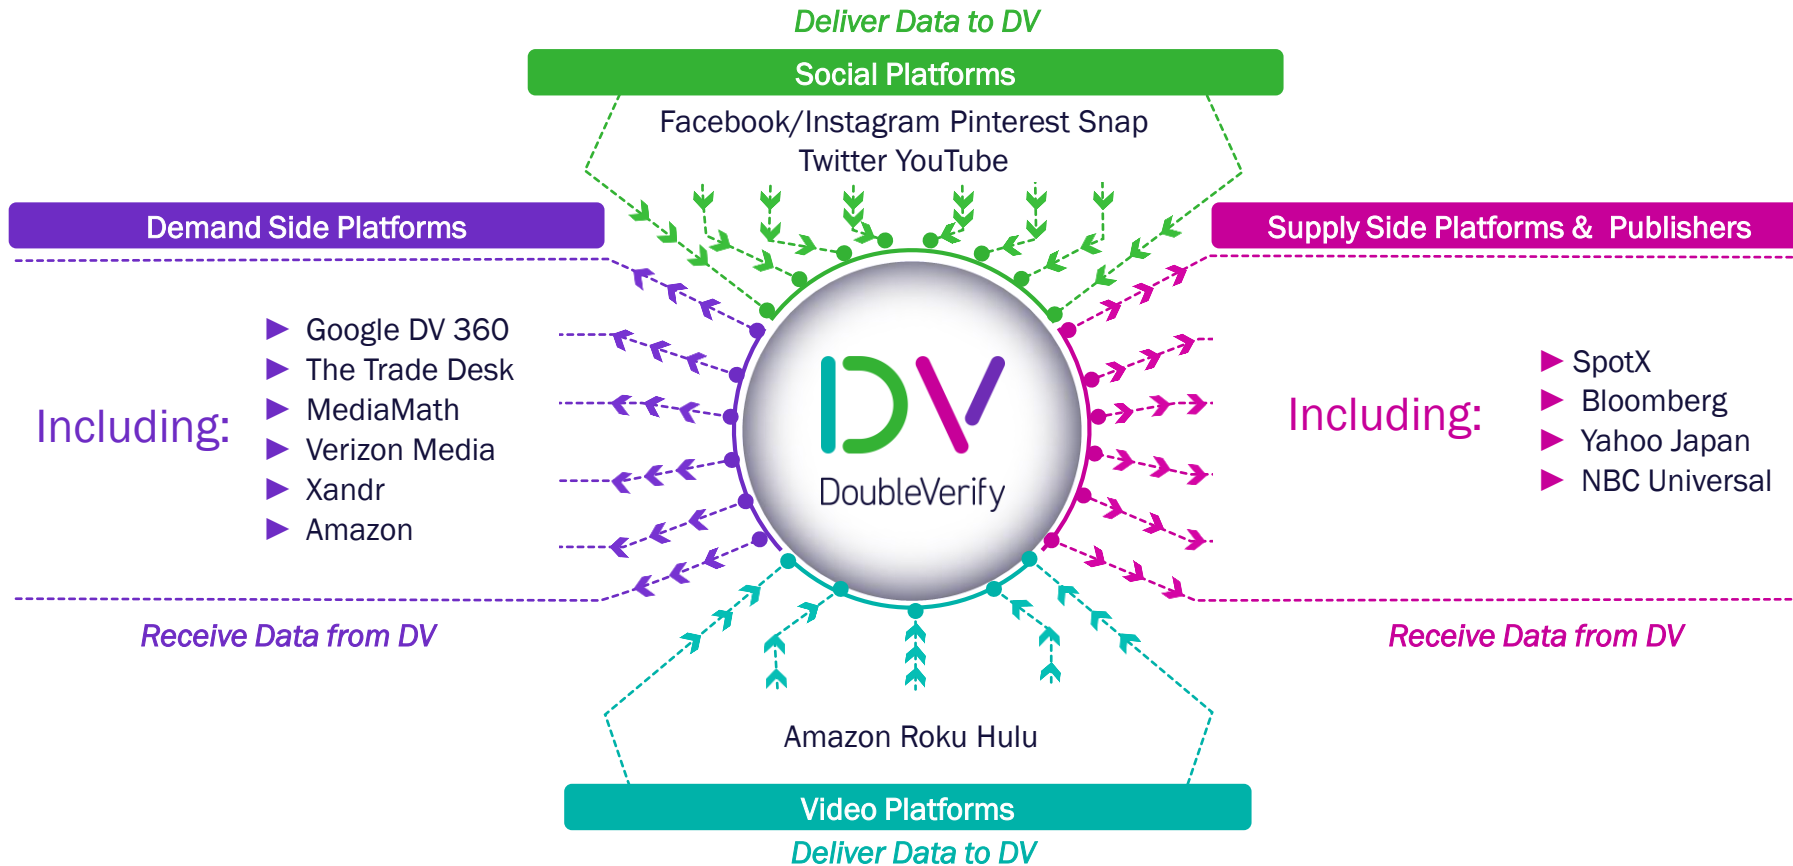 Deliver Data to DV
Social Platforms
Facebook/Instagram Pinterest Snap
Twitter YouTube
Demand Side Platforms
Including:
Google DV 360
The Trade Desk
MediaMath
Verizon Media
Xandr
Amazon
Receive Data from DV
DV
DoubleVerify
Supply Side Platforms & Publishers
Including:
SpotX
Bloomberg
Yahoo Japan
NBC Universal
Receive Data from DV
Amazon Roku Hulu
Video Platforms
Deliver Data to DV